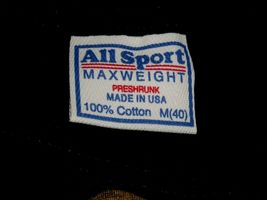 All Sport
MAXWEIGHT
PRESHRUNK
MADE IN USA
100% Cotton M(40)